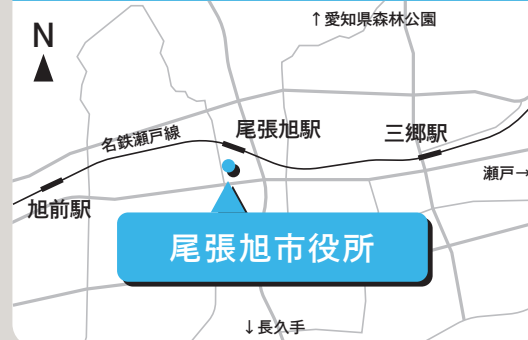 ↑愛知県森林公園
N
尾張旭駅
三郷駅
名鉄瀬戸線
瀬戸→
旭前駅
尾張旭市役所
↓長久手